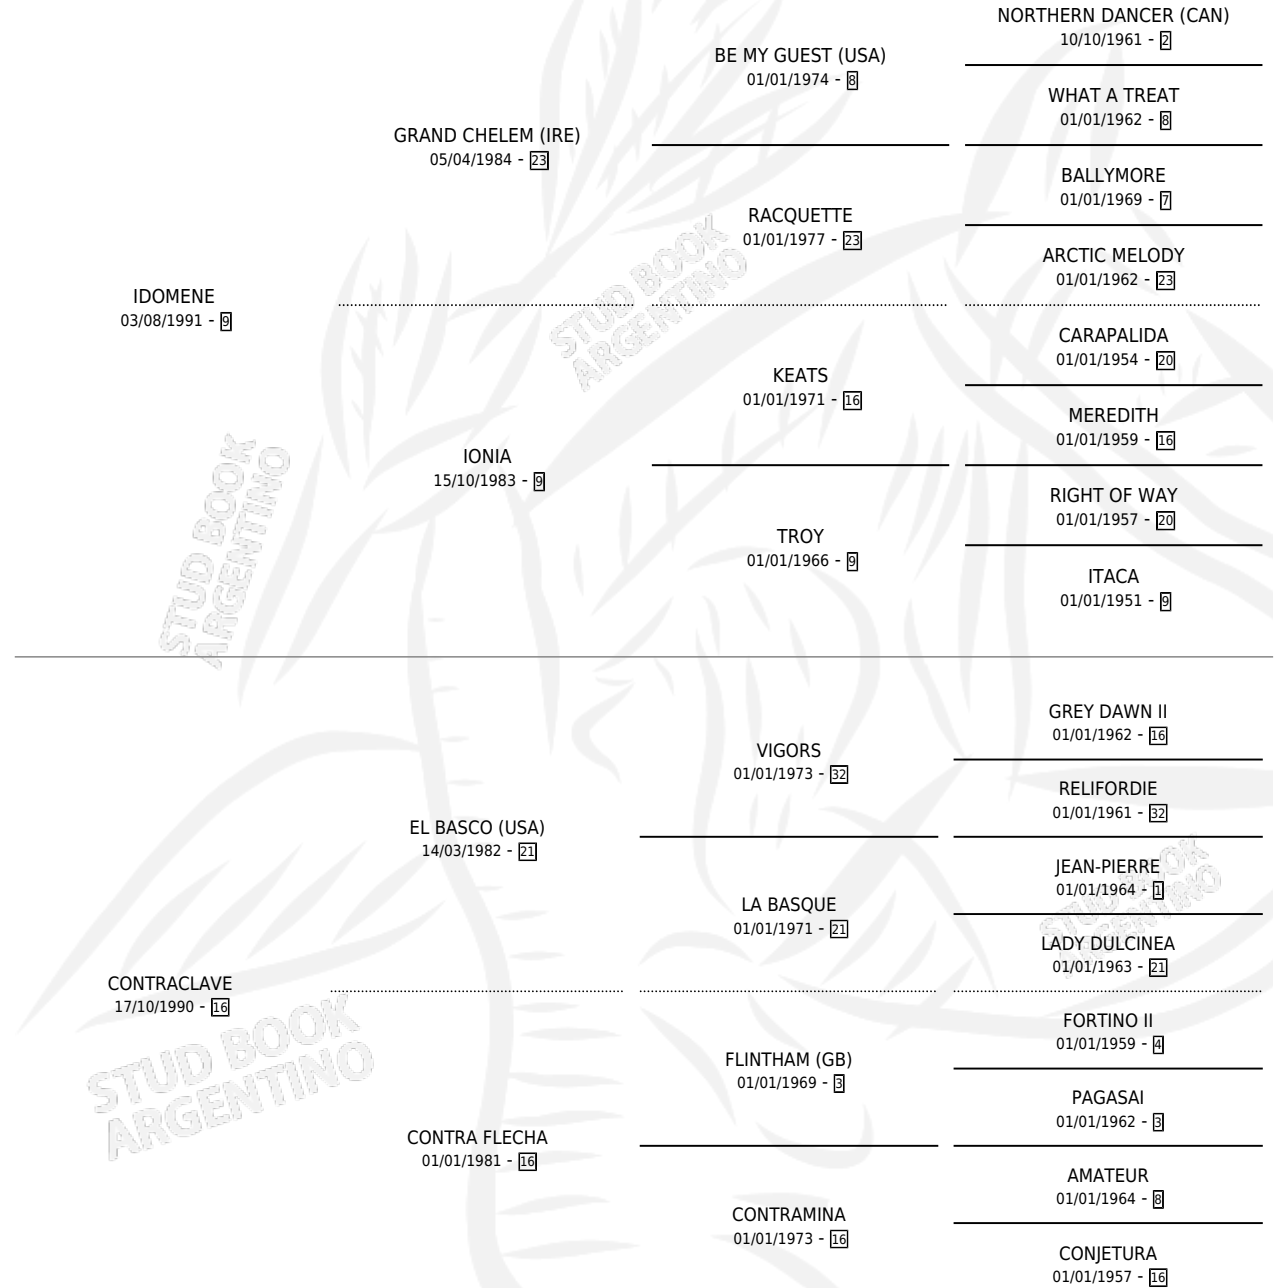 NORTHERN DANCER (CAN)
10/10/1961 - 2
BE MY GUEST (USA)
01/01/1974 - 8
WHAT A TREAT
01/01/1962 - 8
GRAND CHELEM (IRE)
05/04/1984 - 23
BALLYMORE
01/01/1969 - 7
RACQUETTE
01/01/1977 - 23
ARCTIC MELODY
01/01/1962 - 23
IDOMENE
03/08/1991 - 9
STUD BOOK
ARGENTINO
CARAPALIDA
01/01/1954 - 20
KEATS
01/01/1971 - 16
MEREDITH
01/01/1959 - 16
IONIA
15/10/1983 - 9
RIGHT OF WAY
01/01/1957 - 20
TROY
01/01/1966 - 9
ITACA
01/01/1951 - 9
STUD BOOK
ARGENTINO
GREY DAWN II
01/01/1962 - 16
VIGORS
01/01/1973 - 32
RELIFORDIE
01/01/1961 - 32
EL BASCO (USA)
14/03/1982 - 21
JEAN-PIERRE
01/01/1964 - 1
LA BASQUE
01/01/1971 - 21
LADY DULCINEA
01/01/1963 - 21
STUD BOOK
ARGENTINO
CONTRACLAVE
17/10/1990 - 16
FORTINO II
01/01/1959 - 4
FLINTHAM (GB)
01/01/1969 - 3
PAGASAI
01/01/1962 - 3
STUD BOOK
ARGENTINO
CONTRA FLECHA
01/01/1981 - 16
AMATEUR
01/01/1964 - 8
CONTRAMINA
01/01/1973 - 16
CONJETURA
01/01/1957 - 16